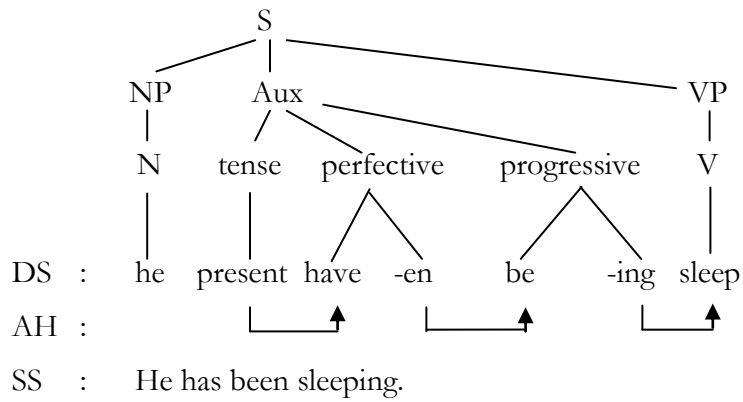 S
NP Aux VP
N tense perfective progressive V
DS : he present have -en be -ing sleep
AH :
SS : He has been sleeping.